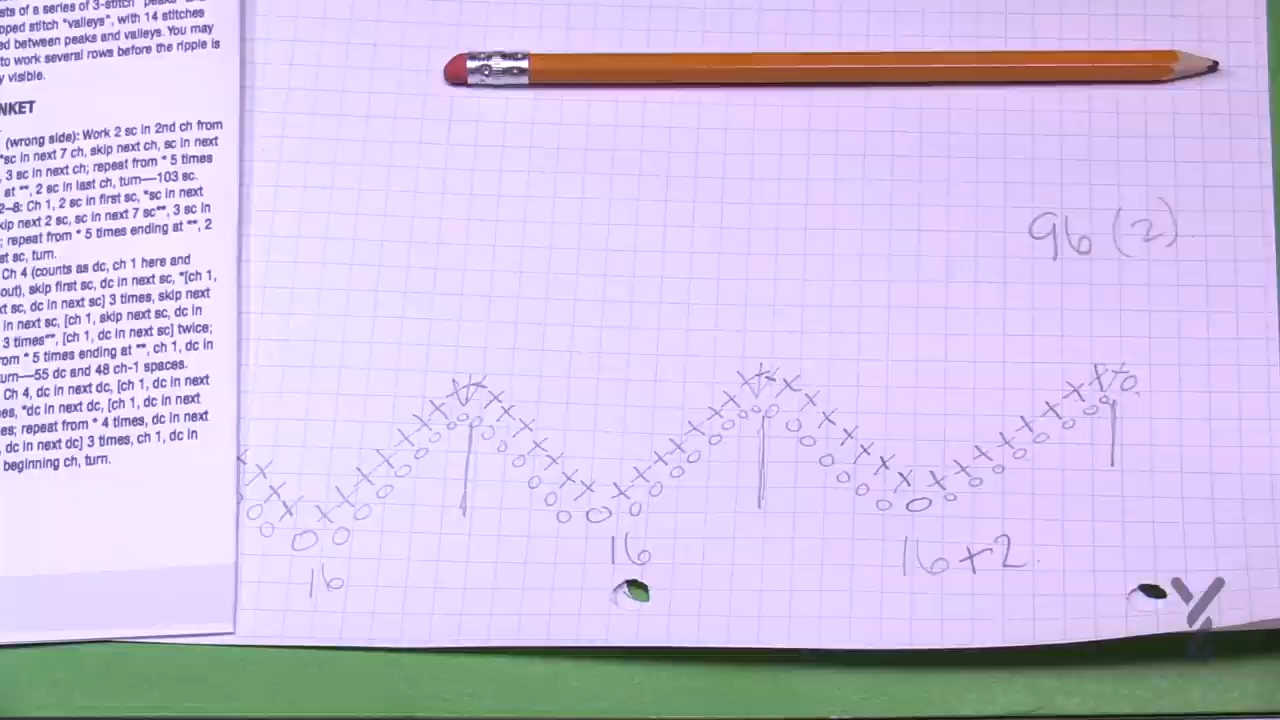 sts of a series of 3-stitch "peaks" and
pped stitch "valleys", with 14 stitches
ed between peaks and valleys. You may
to work several rows before the ripple is
y visible.
NKET
(wrong side): Work 2 sc in 2nd ch from
*sc in next 7 ch, skip next ch, sc in next
, 3 sc in next ch; repeat from * 5 times
at **, 2 sc in last ch, turn—103 sc.
2–8: Ch 1, 2 sc in first sc, *sc in next
kip next 2 sc, sc in next 7 sc**, 3 sc in
; repeat from * 5 times ending at **, 2
st sc, turn.
Ch 4 (counts as dc, ch 1 here and
out), skip first sc, dc in next sc, *[ch 1,
xt sc, dc in next sc] 3 times, skip next
in next sc, [ch 1, skip next sc, dc in
3 times**, [ch 1, dc in next sc] twice;
rom * 5 times ending at **, ch 1, dc in
urn—55 dc and 48 ch-1 spaces.
Ch 4, dc in next dc, [ch 1, dc in next
es, *dc in next dc, [ch 1, dc in next
es; repeat from * 4 times, dc in next
, dc in next dc] 3 times, ch 1, dc in
beginning ch, turn.
96 (2)
16
16
16+2